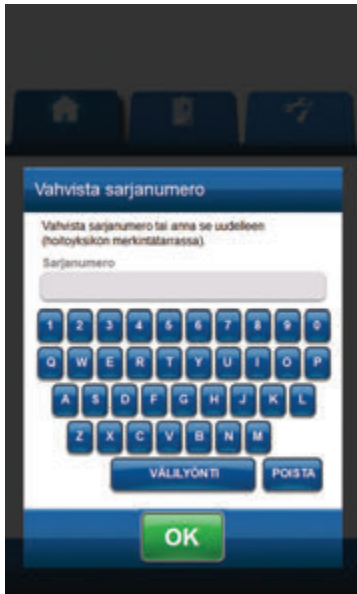 Vahvista sarjanumero
Vahvista sarjanumero tai anna se uudelleen
(hoitoyksikön merkintätarrassa).
Sarjanumero
1 2 3 4 5 6 7 8 9 0
Q W E R T Y U I O P
A S D F G H J K L
Z X C V B N M
VÄLILYÖNTI POISTA
OK